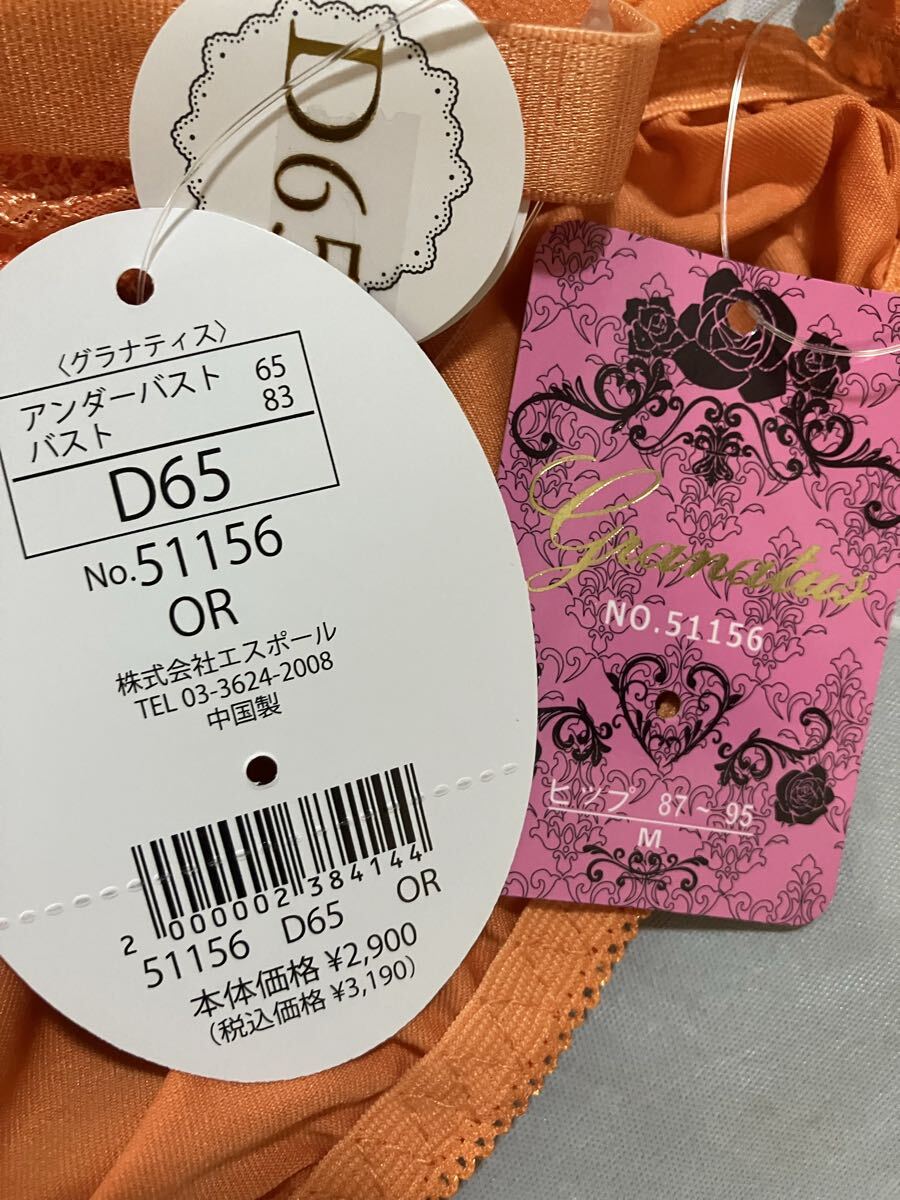 D65
〈グラナティス〉
アンダーバスト 65
バスト 83
D65
No.51156
OR
株式会社エスポール
TEL 03-3624-2008
中国製
2 000002 384144
51156 D65 OR
本体価格 ¥2,900
(税込価格 ¥3,190)
Granatus
NO.51156
ヒップ 87～95
M